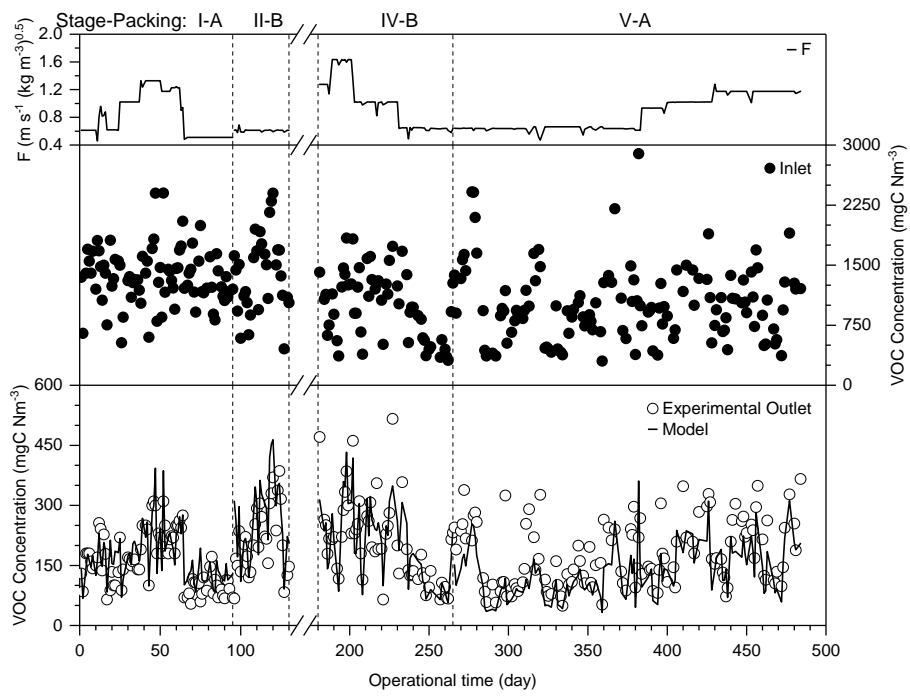 Stage-Packing: I-A II-B IV-B V-A
F (m s⁻¹ (kg m⁻³)⁰·⁵)
2.0
1.6
1.2
0.8
0.4
F
VOC Concentration (mgC Nm⁻³)
3000
2250
1500
750
0
Inlet
VOC Concentration (mgC Nm⁻³)
600
450
300
150
0
Experimental Outlet
Model
0 50 100 200 250 300 350 400 450 500
Operational time (day)